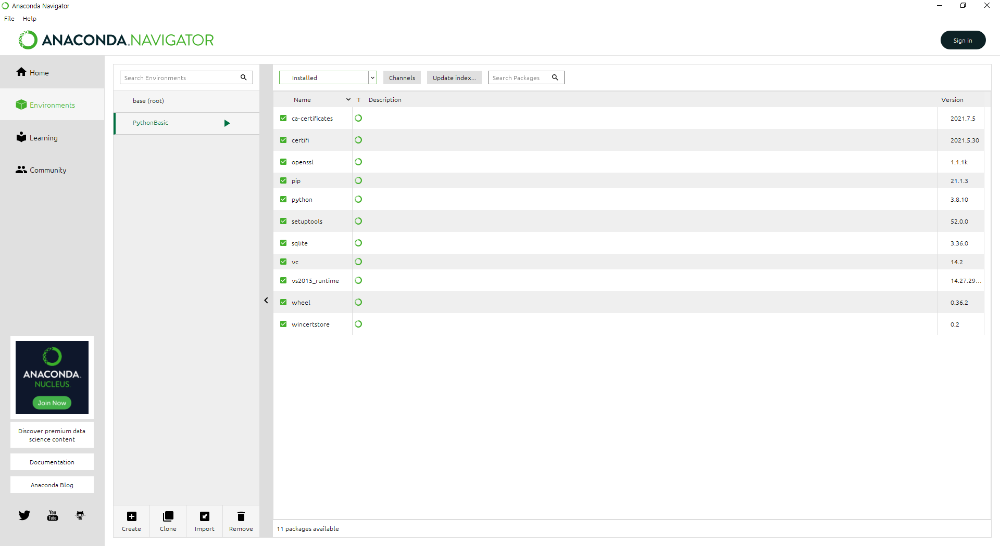 Anaconda Navigator
File Help
ANACONDA.NAVIGATOR
Sign in
Home
Environments
Learning
Community
ANACONDA.
NUCLEUS
Join Now
Discover premium data
science content
Documentation
Anaconda Blog
You
Tube
Search Environments
base (root)
PythonBasic
Create Clone Import Remove
Installed Channels Update index... Search Packages
Name T Description Version
ca-certificates 2021.7.5
certifi 2021.5.30
openssl 1.1.1k
pip 21.1.3
python 3.8.10
setuptools 52.0.0
sqlite 3.36.0
vc 14.2
vs2015_runtime 14.27.29...
wheel 0.36.2
wincertstore 0.2
11 packages available